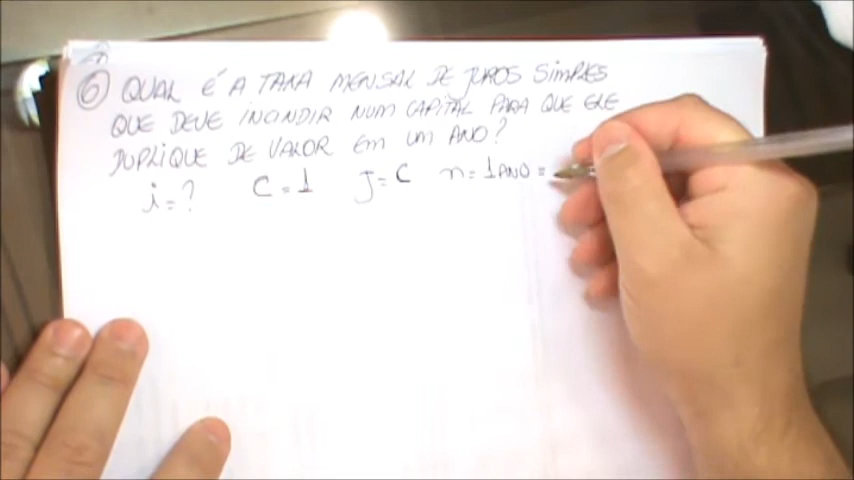 6 QUAL É A TAXA MENSAL DE JUROS SIMPLES
QUE DEVE INCINDIR NUM CAPITAL PARA QUE ELE
DUPLIQUE DE VALOR EM UM ANO?
i = ? C = 1 J = C n = 1 ANO =